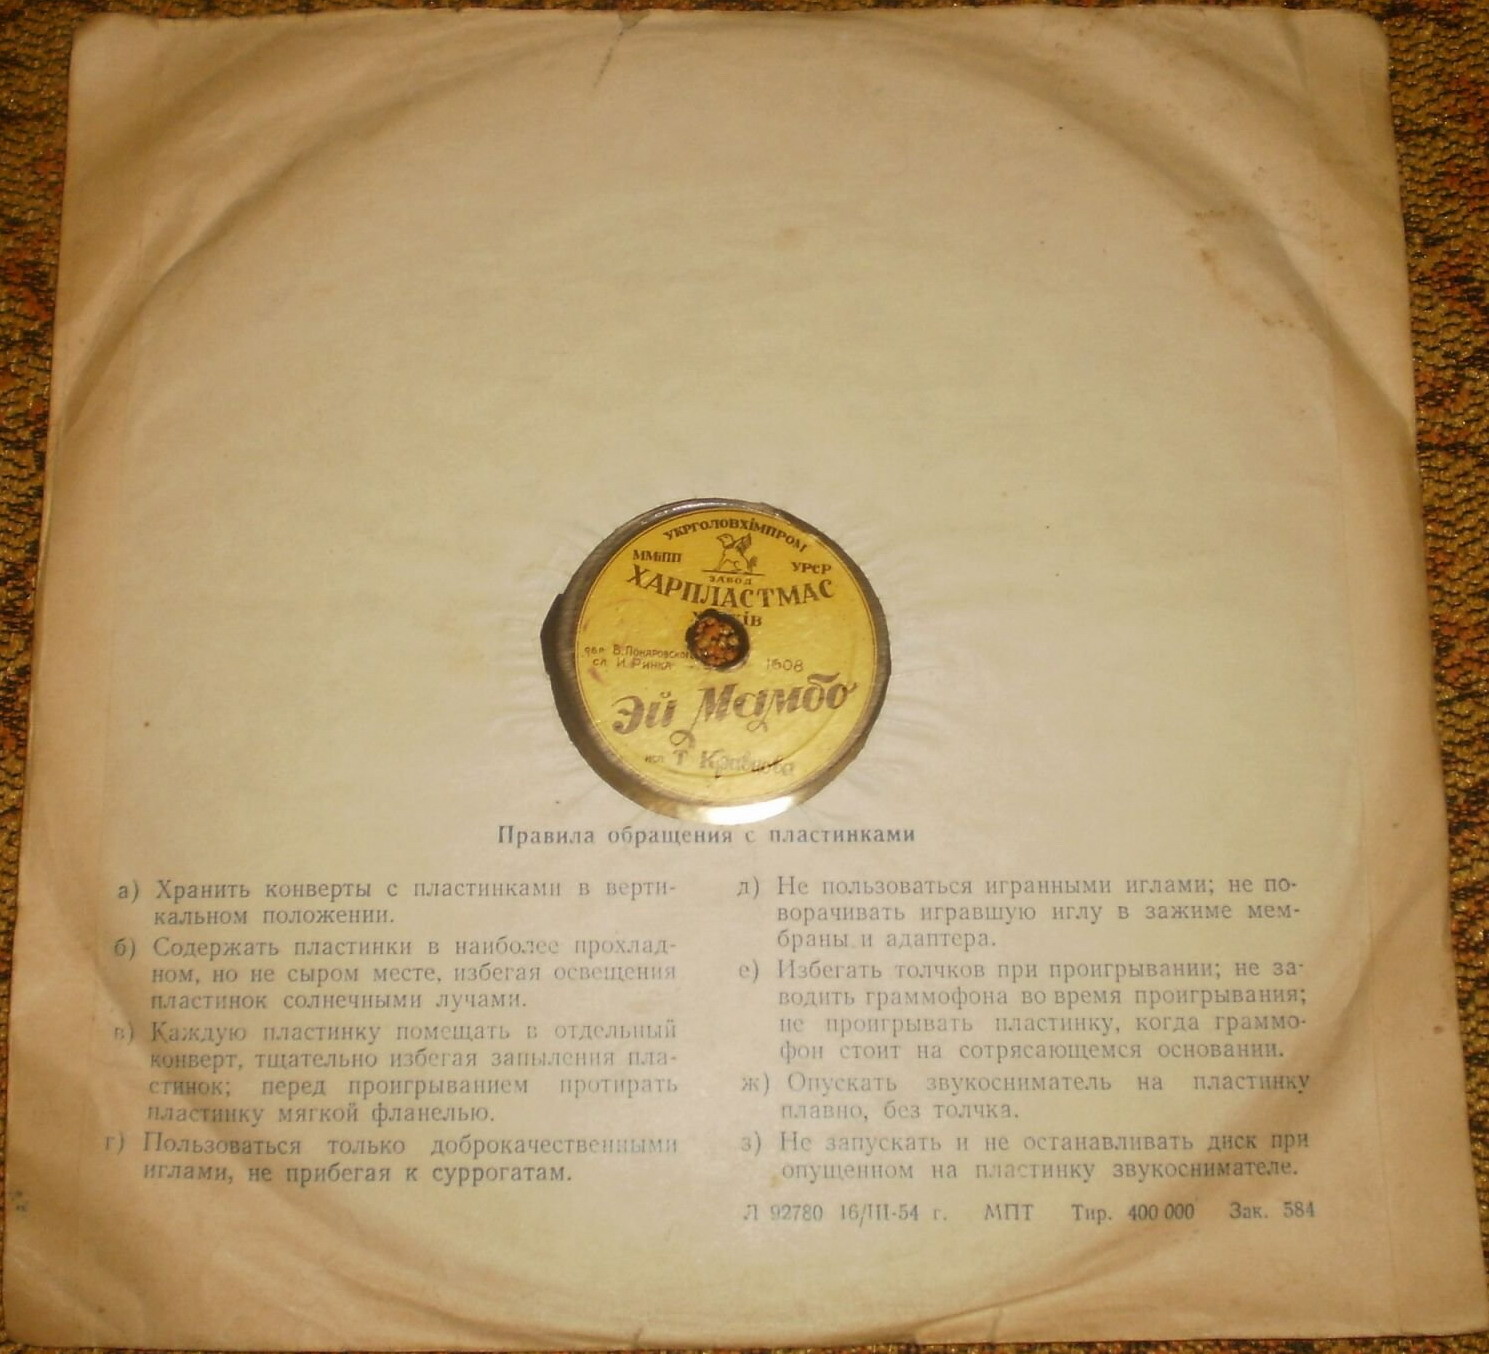 УКРГОЛОВХІМПРОМ
ММіПП УРСР
ЗАВОД
ХАРПЛАСТМАС
1608
сл. И. Ринка
Эй Мамбо
исп. Т Кравцова
Правила обращения с пластинками
а) Хранить конверты с пластинками в верти-
кальном положении.
б) Содержать пластинки в наиболее прохлад-
ном, но не сыром месте, избегая освещения
пластинок солнечными лучами.
в) Каждую пластинку помещать в отдельный
конверт, тщательно избегая запыления пла-
стинок; перед проигрыванием протирать
пластинку мягкой фланелью.
г) Пользоваться только доброкачественными
иглами, не прибегая к суррогатам.
д) Не пользоваться игранными иглами; не по-
ворачивать игравшую иглу в зажиме мем-
браны и адаптера.
е) Избегать толчков при проигрывании; не за-
водить граммофона во время проигрывания;
не проигрывать пластинку, когда граммо-
фон стоит на сотрясающемся основании.
ж) Опускать звукосниматель на пластинку
плавно, без толчка.
з) Не запускать и не останавливать диск при
опущенном на пластинку звукоснимателе.
Л 92780 16/III-54 г. МПТ Тир. 400 000 Зак. 584